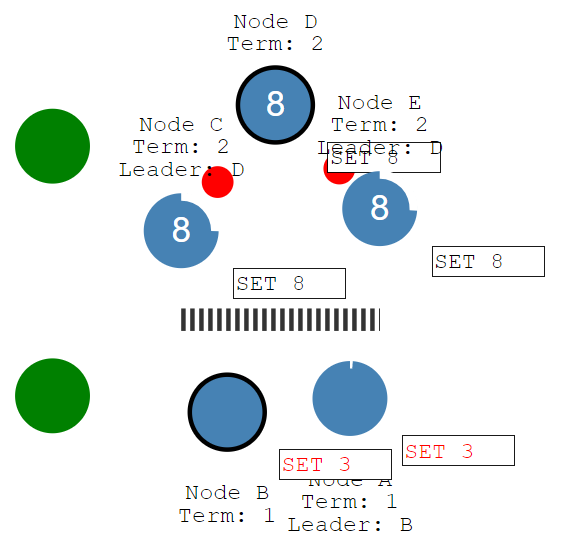 Node D
Term: 2
8
Node C
Term: 2
Leader: D
8
Node E
Term: 2
Leader: D
SET 8
8
SET 8
SET 8
SET 3
SET 3
Node B
Term: 1
Node A
Term: 1
Leader: B